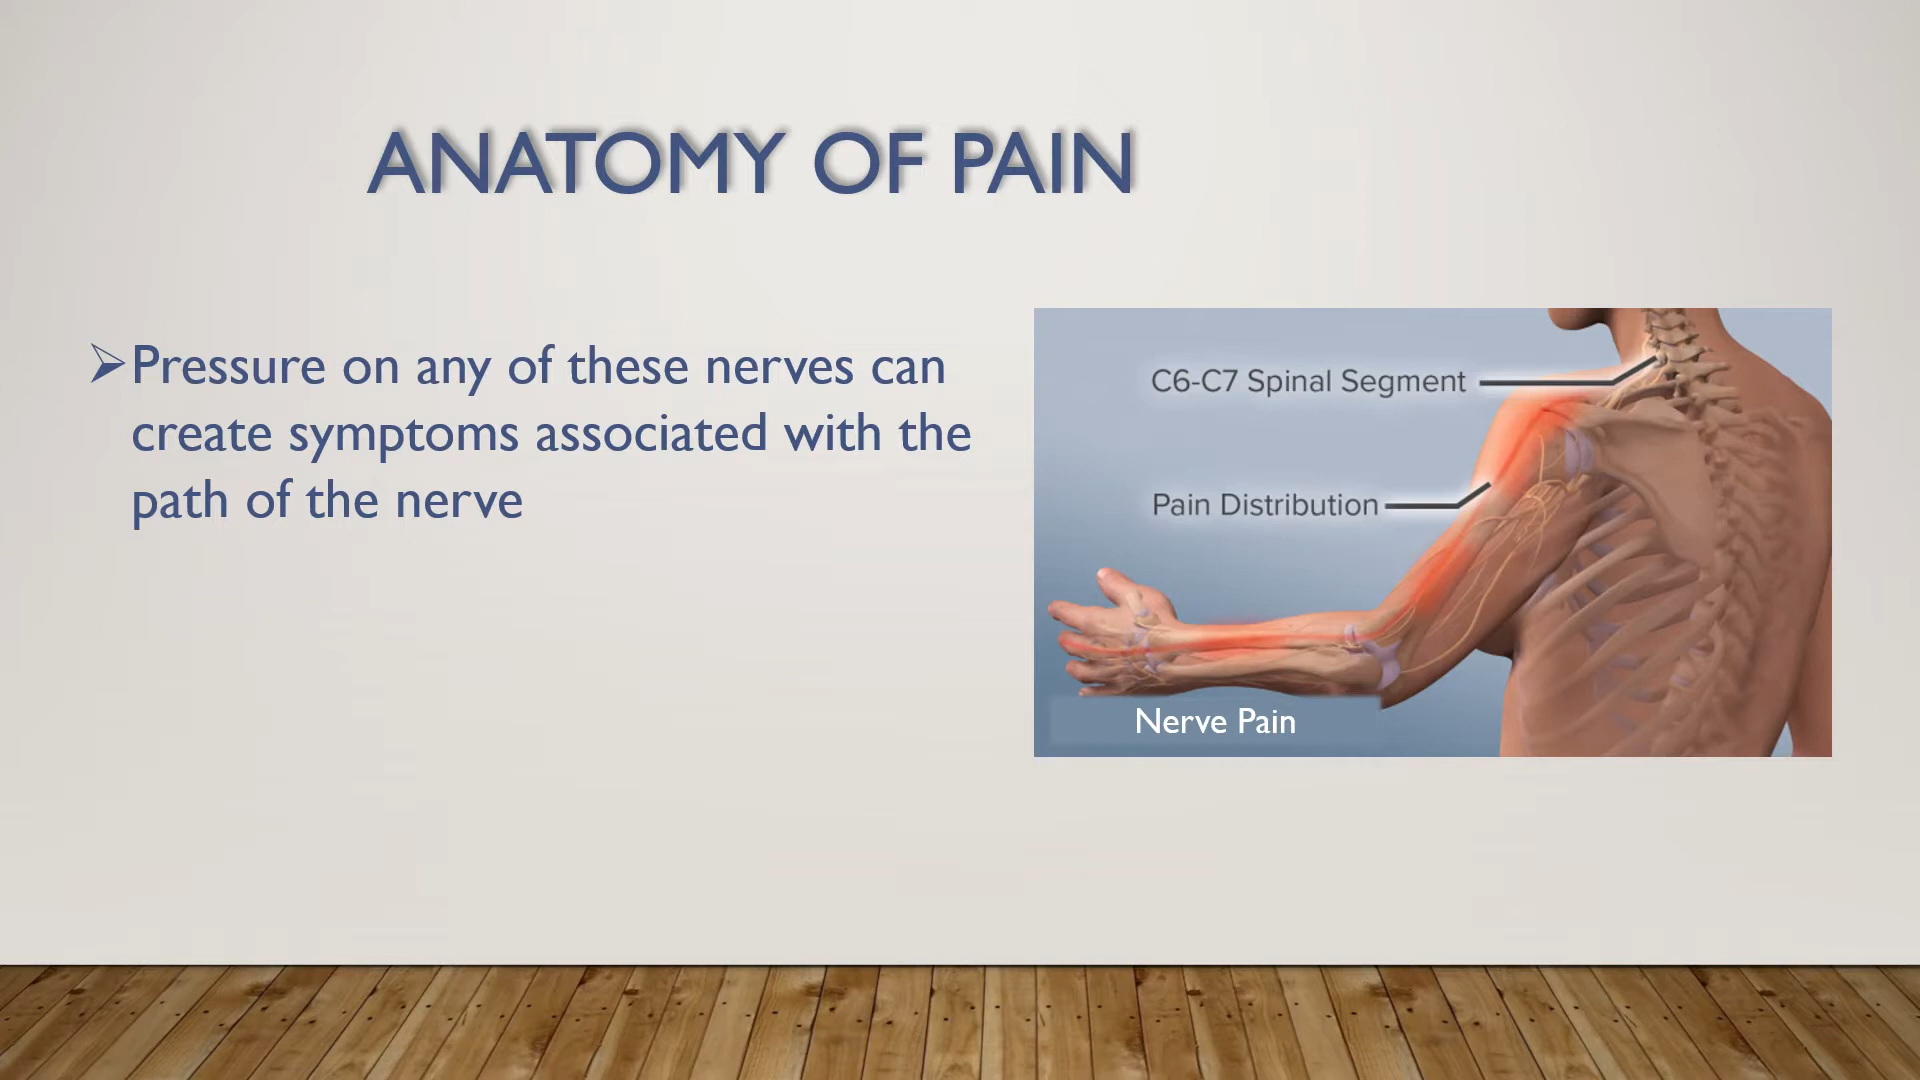 ANATOMY OF PAIN
Pressure on any of these nerves can
create symptoms associated with the
path of the nerve
C6-C7 Spinal Segment
Pain Distribution
Nerve Pain